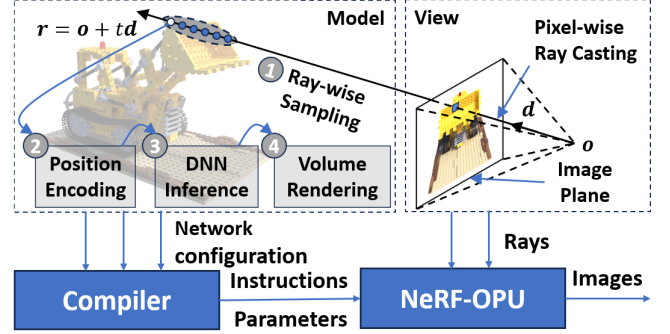 r = o + td
Model
View
1
Ray-wise
Sampling
Pixel-wise
Ray Casting
d
o
Image
Plane
2
Position
Encoding
3
DNN
Inference
4
Volume
Rendering
Network
configuration
Rays
Compiler
Instructions
Parameters
NeRF-OPU
Images